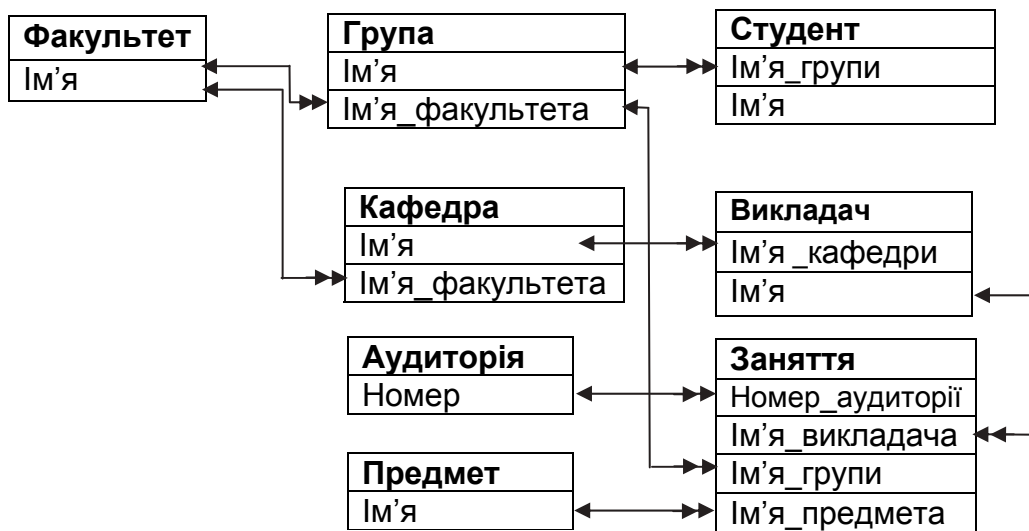 Факультет
Ім’я
Група
Ім’я
Ім’я_факультета
Студент
Ім’я_групи
Ім’я
Кафедра
Ім’я
Ім’я_факультета
Викладач
Ім’я _кафедри
Ім’я
Аудиторія
Номер
Заняття
Номер_аудиторії
Ім’я_викладача
Ім’я_групи
Ім’я_предмета
Предмет
Ім’я